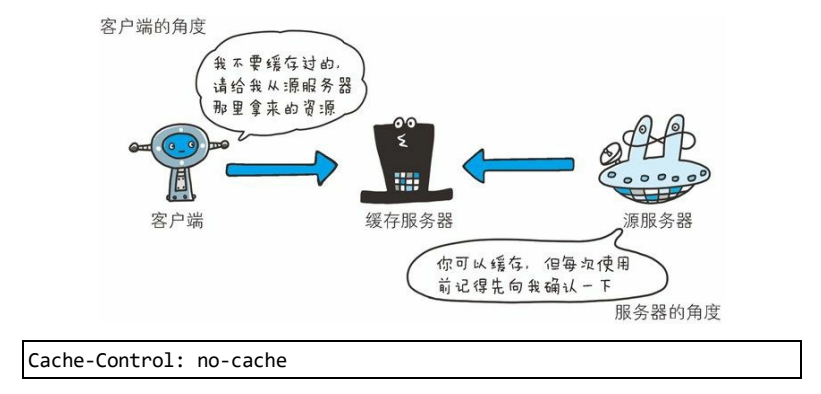 客户端的角度
我不要缓存过的，
请给我从源服务器
那里拿来的资源
客户端
缓存服务器
源服务器
你可以缓存，但每次使用
前记得先向我确认一下
服务器的角度
Cache-Control: no-cache